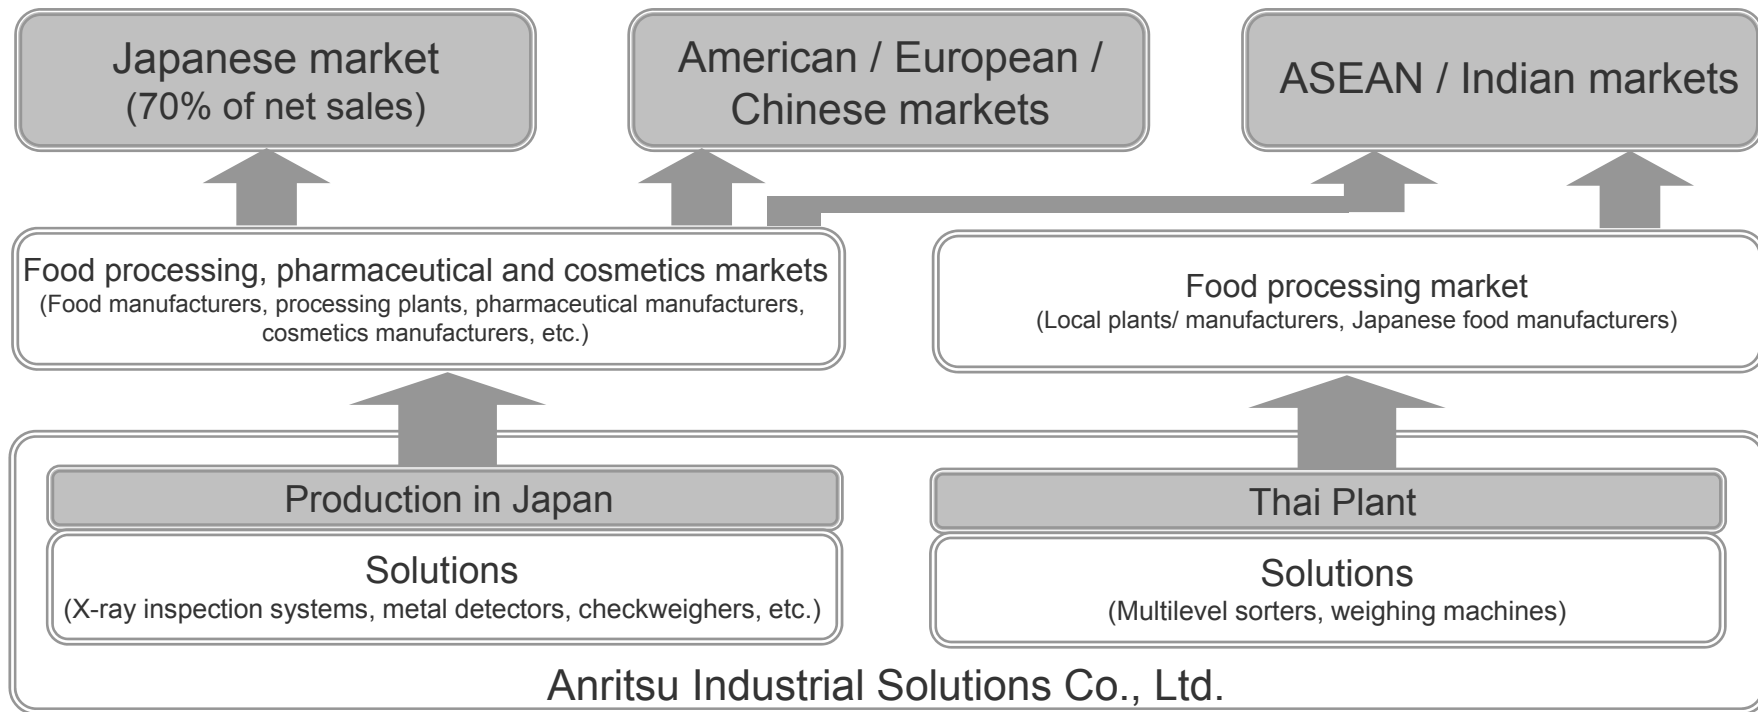 Japanese market
(70% of net sales)
American / European /
Chinese markets
ASEAN / Indian markets
Food processing, pharmaceutical and cosmetics markets
(Food manufacturers, processing plants, pharmaceutical manufacturers,
cosmetics manufacturers, etc.)
Food processing market
(Local plants/ manufacturers, Japanese food manufacturers)
Production in Japan
Solutions
(X-ray inspection systems, metal detectors, checkweighers, etc.)
Thai Plant
Solutions
(Multilevel sorters, weighing machines)
Anritsu Industrial Solutions Co., Ltd.